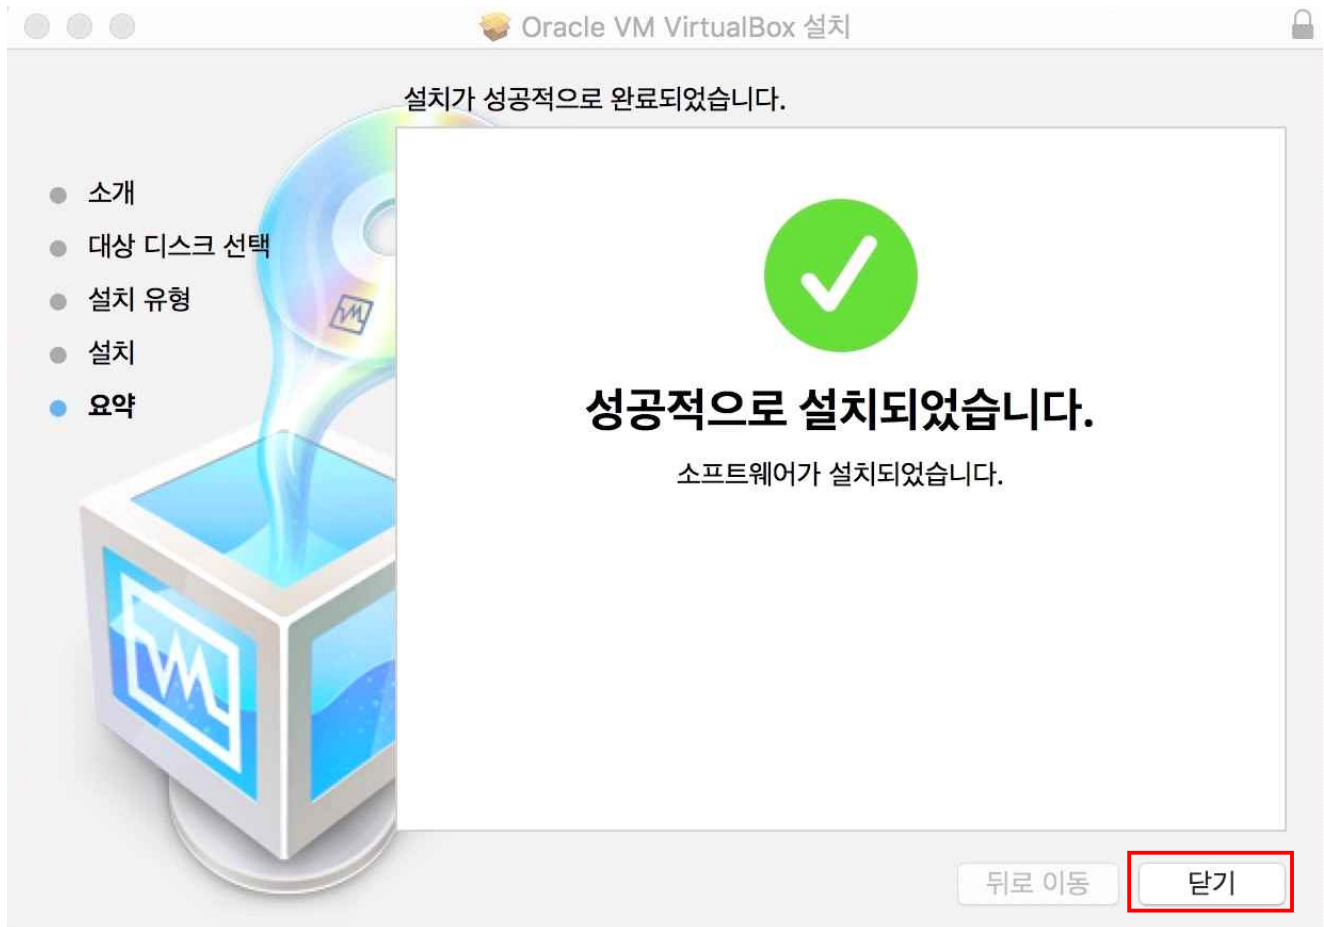 Oracle VM VirtualBox 설치
설치가 성공적으로 완료되었습니다.
소개
대상 디스크 선택
설치 유형
설치
요약
성공적으로 설치되었습니다.
소프트웨어가 설치되었습니다.
뒤로 이동
닫기